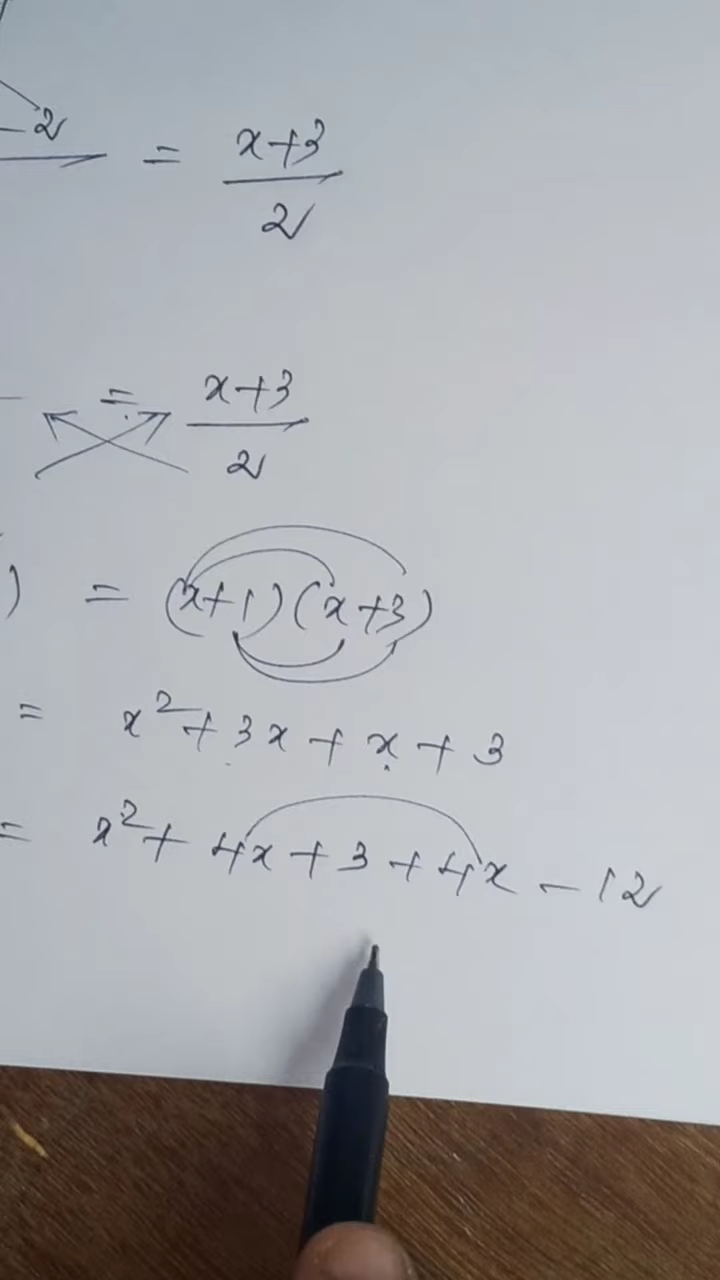 -2 = x+3
2
= x+3
2
) = (x+1)(x+3)
= x²+3x+x+3
= x²+4x+3+4x-12